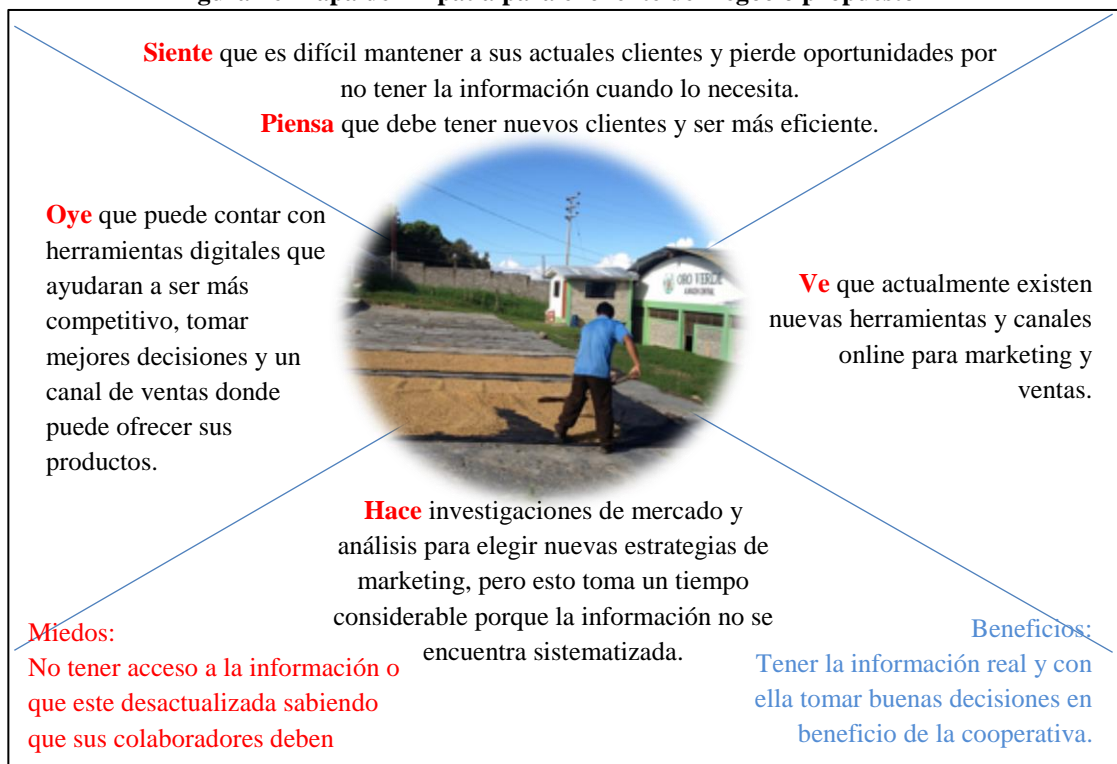 Siente que es difícil mantener a sus actuales clientes y pierde oportunidades por
no tener la información cuando lo necesita.
Piensa que debe tener nuevos clientes y ser más eficiente.
Oye que puede contar con
herramientas digitales que
ayudaran a ser más
competitivo, tomar
mejores decisiones y un
canal de ventas donde
puede ofrecer sus
productos.
ORO VERDE
Ve que actualmente existen
nuevas herramientas y canales
online para marketing y
ventas.
Hace investigaciones de mercado y
análisis para elegir nuevas estrategias de
marketing, pero esto toma un tiempo
considerable porque la información no se
encuentra sistematizada.
Miedos:
No tener acceso a la información o
que este desactualizada sabiendo
que sus colaboradores deben
Beneficios:
Tener la información real y con
ella tomar buenas decisiones en
beneficio de la cooperativa.